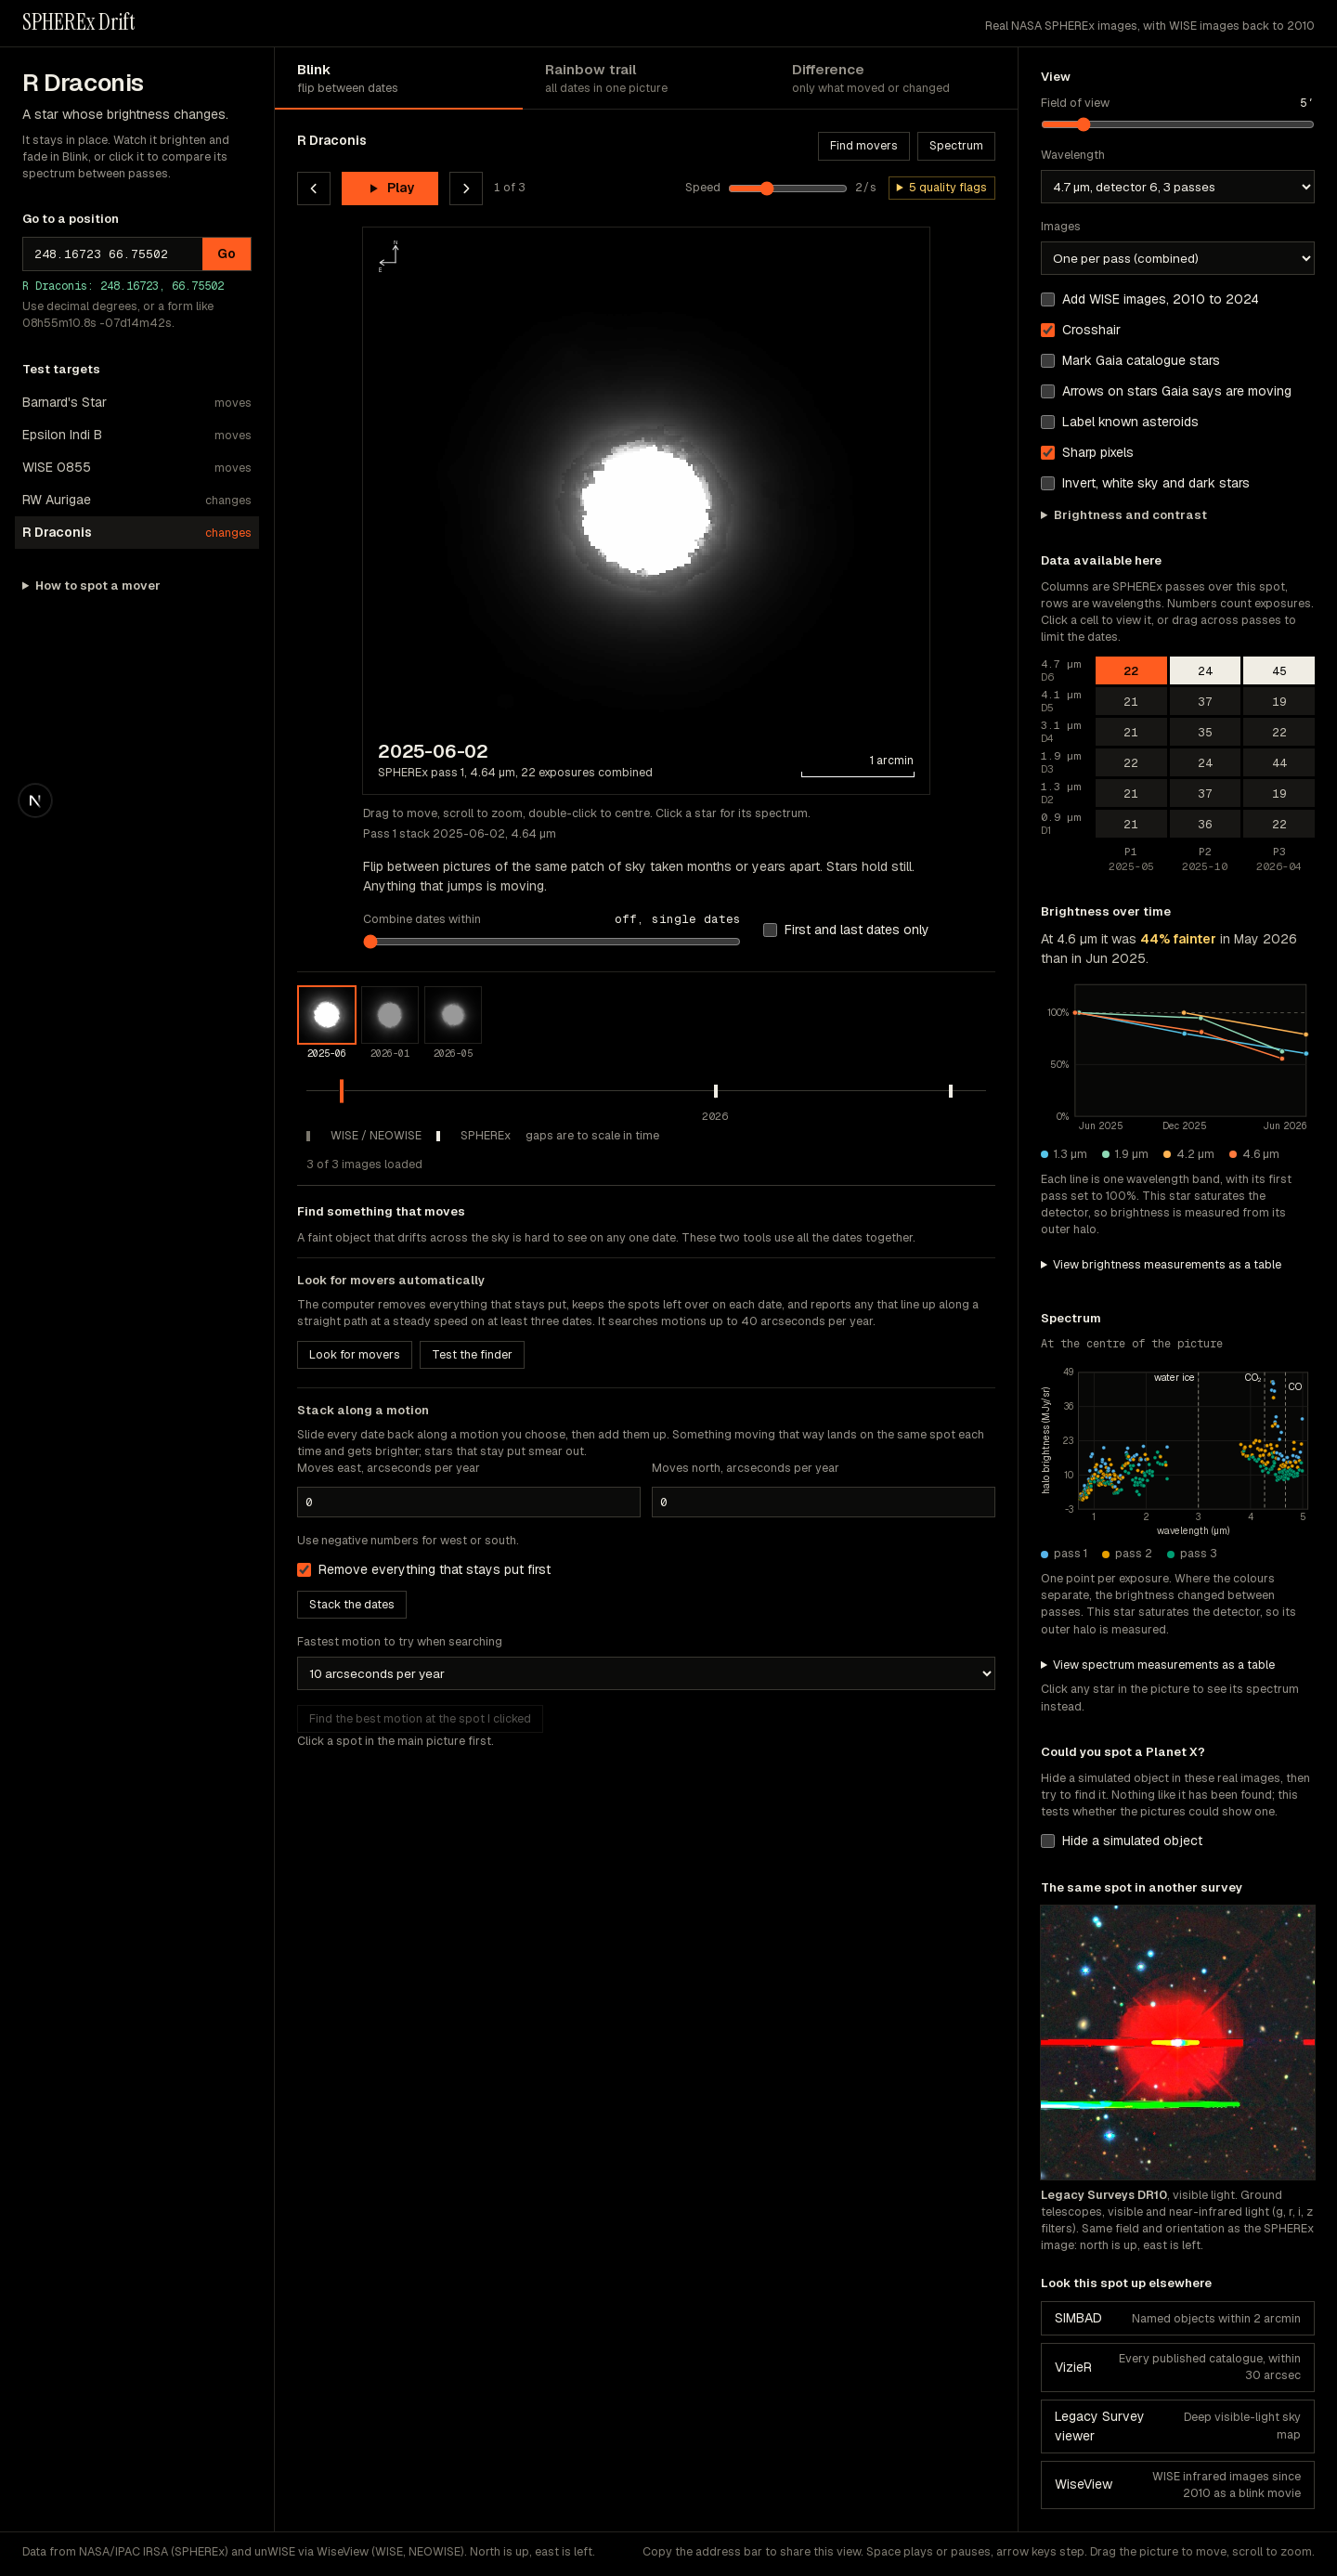 SPHEREx Drift
Real NASA SPHEREx images, with WISE images back to 2010
R Draconis
A star whose brightness changes.
It stays in place. Watch it brighten and
fade in Blink, or click it to compare its
spectrum between passes.
Go to a position
248.16723 66.75502
Go
R Draconis: 248.16723, 66.75502
Use decimal degrees, or a form like
08h55m10.8s -07d14m42s.
Test targets
Barnard's Star moves
Epsilon Indi B moves
WISE 0855 moves
RW Aurigae changes
R Draconis changes
How to spot a mover
N
Blink
flip between dates
Rainbow trail
all dates in one picture
Difference
only what moved or changed
R Draconis
Find movers
Spectrum
Play
1 of 3
Speed
2/s
5 quality flags
N
E
2025-06-02
SPHEREx pass 1, 4.64 µm, 22 exposures combined
1 arcmin
Drag to move, scroll to zoom, double-click to centre. Click a star for its spectrum.
Pass 1 stack 2025-06-02, 4.64 µm
Flip between pictures of the same patch of sky taken months or years apart. Stars hold still.
Anything that jumps is moving.
Combine dates within
off, single dates
First and last dates only
2025-06
2026-01
2026-05
2026
WISE / NEOWISE
SPHEREx
gaps are to scale in time
3 of 3 images loaded
Find something that moves
A faint object that drifts across the sky is hard to see on any one date. These two tools use all the dates together.
Look for movers automatically
The computer removes everything that stays put, keeps the spots left over on each date, and reports any that line up along a
straight path at a steady speed on at least three dates. It searches motions up to 40 arcseconds per year.
Look for movers
Test the finder
Stack along a motion
Slide every date back along a motion you choose, then add them up. Something moving that way lands on the same spot each
time and gets brighter; stars that stay put smear out.
Moves east, arcseconds per year
Moves north, arcseconds per year
0
0
Use negative numbers for west or south.
Remove everything that stays put first
Stack the dates
Fastest motion to try when searching
10 arcseconds per year
Find the best motion at the spot I clicked
Click a spot in the main picture first.
View
Field of view
5′
Wavelength
4.7 µm, detector 6, 3 passes
Images
One per pass (combined)
Add WISE images, 2010 to 2024
Crosshair
Mark Gaia catalogue stars
Arrows on stars Gaia says are moving
Label known asteroids
Sharp pixels
Invert, white sky and dark stars
Brightness and contrast
Data available here
Columns are SPHEREx passes over this spot,
rows are wavelengths. Numbers count exposures.
Click a cell to view it, or drag across passes to
limit the dates.
4.7 µm
D6
22 24 45
4.1 µm
D5
21 37 19
3.1 µm
D4
21 35 22
1.9 µm
D3
22 24 44
1.3 µm
D2
21 37 19
0.9 µm
D1
21 36 22
P1 P2 P3
2025-05 2025-10 2026-04
Brightness over time
At 4.6 µm it was 44% fainter in May 2026
than in Jun 2025.
100%
50%
0%
Jun 2025 Dec 2025 Jun 2026
1.3 µm 1.9 µm 4.2 µm 4.6 µm
Each line is one wavelength band, with its first
pass set to 100%. This star saturates the
detector, so brightness is measured from its
outer halo.
View brightness measurements as a table
Spectrum
At the centre of the picture
halo brightness (MJy/sr)
49
36
23
10
-3
water ice
CO₂
CO
1 2 3 4 5
wavelength (µm)
pass 1 pass 2 pass 3
One point per exposure. Where the colours
separate, the brightness changed between
passes. This star saturates the detector, so its
outer halo is measured.
View spectrum measurements as a table
Click any star in the picture to see its spectrum
instead.
Could you spot a Planet X?
Hide a simulated object in these real images, then
try to find it. Nothing like it has been found; this
tests whether the pictures could show one.
Hide a simulated object
The same spot in another survey
Legacy Surveys DR10, visible light. Ground
telescopes, visible and near-infrared light (g, r, i, z
filters). Same field and orientation as the SPHEREx
image: north is up, east is left.
Look this spot up elsewhere
SIMBAD
Named objects within 2 arcmin
VizieR
Every published catalogue, within
30 arcsec
Legacy Survey
viewer
Deep visible-light sky
map
WiseView
WISE infrared images since
2010 as a blink movie
Data from NASA/IPAC IRSA (SPHEREx) and unWISE via WiseView (WISE, NEOWISE). North is up, east is left.
Copy the address bar to share this view. Space plays or pauses, arrow keys step. Drag the picture to move, scroll to zoom.